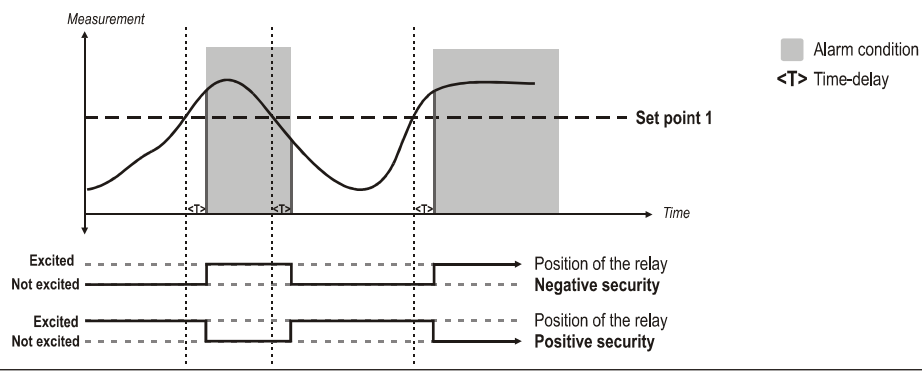 Measurement
Alarm condition
<T> Time-delay
Set point 1
<T> <T> <T>
Time
Excited
Not excited
Position of the relay
Negative security
Excited
Not excited
Position of the relay
Positive security